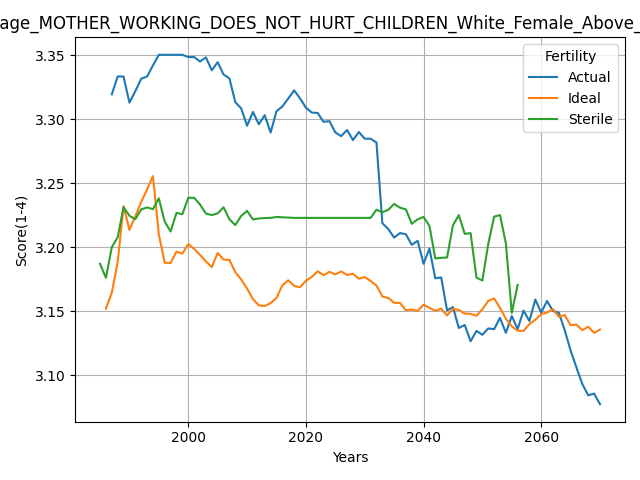 age_MOTHER_WORKING_DOES_NOT_HURT_CHILDREN_White_Female_Above_
Fertility
Actual
Ideal
Sterile
Score(1-4)
3.35
3.30
3.25
3.20
3.15
3.10
2000 2020 2040 2060
Years